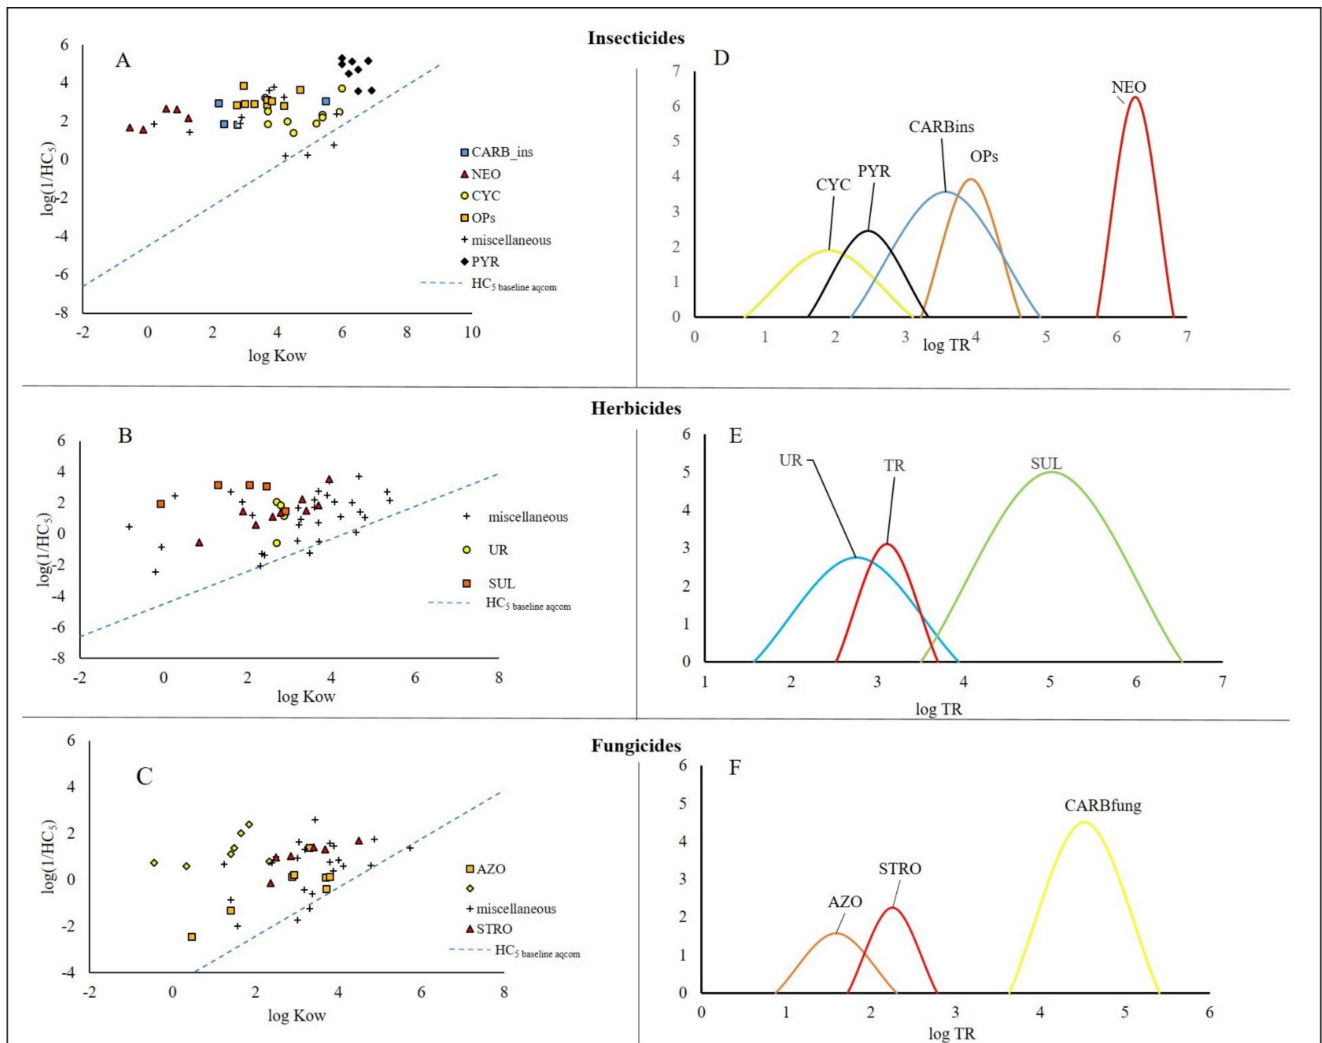 Insecticides
A
6
4
2
0
-2
-4
-6
-8
log(1/HC5)
-2 0 2 4 6 8 10
log Kow
CARB_ins
NEO
CYC
OPs
miscellaneous
PYR
HC5 baseline aqcom
D
7
6
5
4
3
2
1
0
0 1 2 3 4 5 6 7
log TR
CYC
PYR
CARBins
OPs
NEO
Herbicides
B
6
4
2
0
-2
-4
-6
-8
log(1/HC5)
-2 0 2 4 6 8
log Kow
miscellaneous
UR
SUL
HC5 baseline aqcom
E
6
5
4
3
2
1
0
1 2 3 4 5 6 7
log TR
UR
TR
SUL
Fungicides
C
6
4
2
0
-2
-4
log(1/HC5)
-2 0 2 4 6 8
log Kow
AZO
miscellaneous
STRO
HC5 baseline aqcom
F
6
5
4
3
2
1
0
0 1 2 3 4 5 6
log TR
AZO
STRO
CARBfung